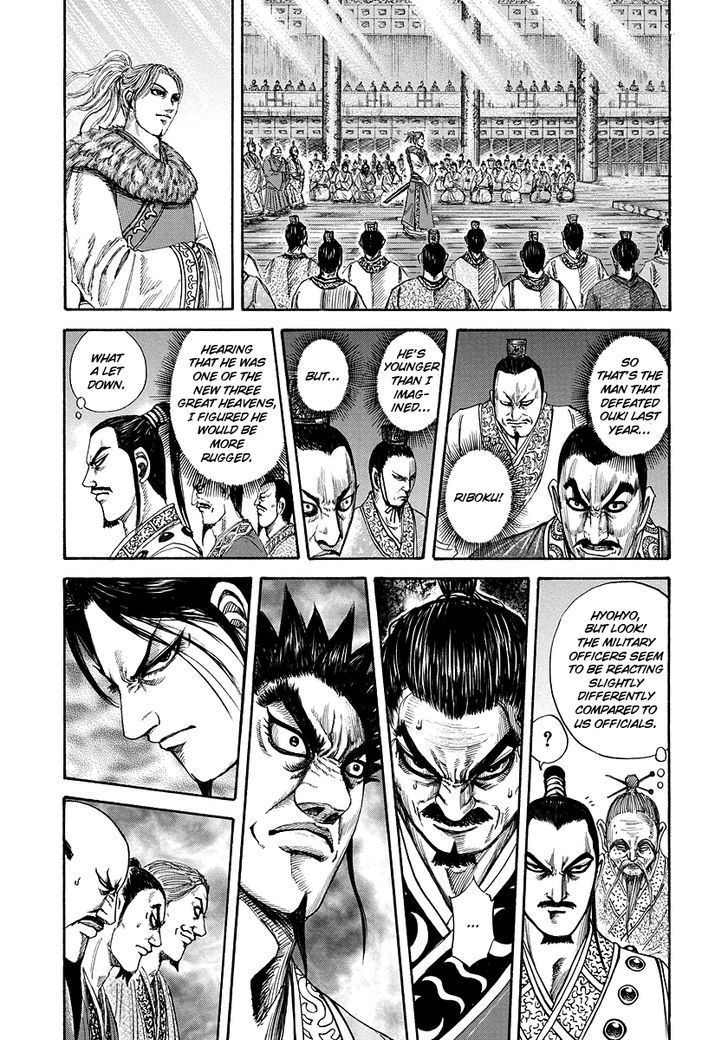 SO
THAT'S THE
MAN THAT
DEFEATED
OUKI LAST
YEAR...
RIBOKU!
HE'S
YOUNGER
THAN I
IMAG-
INED...
BUT...
HEARING
THAT HE WAS
ONE OF THE
NEW THREE
GREAT HEAVENS,
I FIGURED HE
WOULD BE
MORE
RUGGED.
WHAT
A LET
DOWN.
HYOHYO,
BUT LOOK!
THE MILITARY
OFFICERS SEEM
TO BE REACTING
SLIGHTLY
DIFFERENTLY
COMPARED TO
US OFFICIALS.
?
...